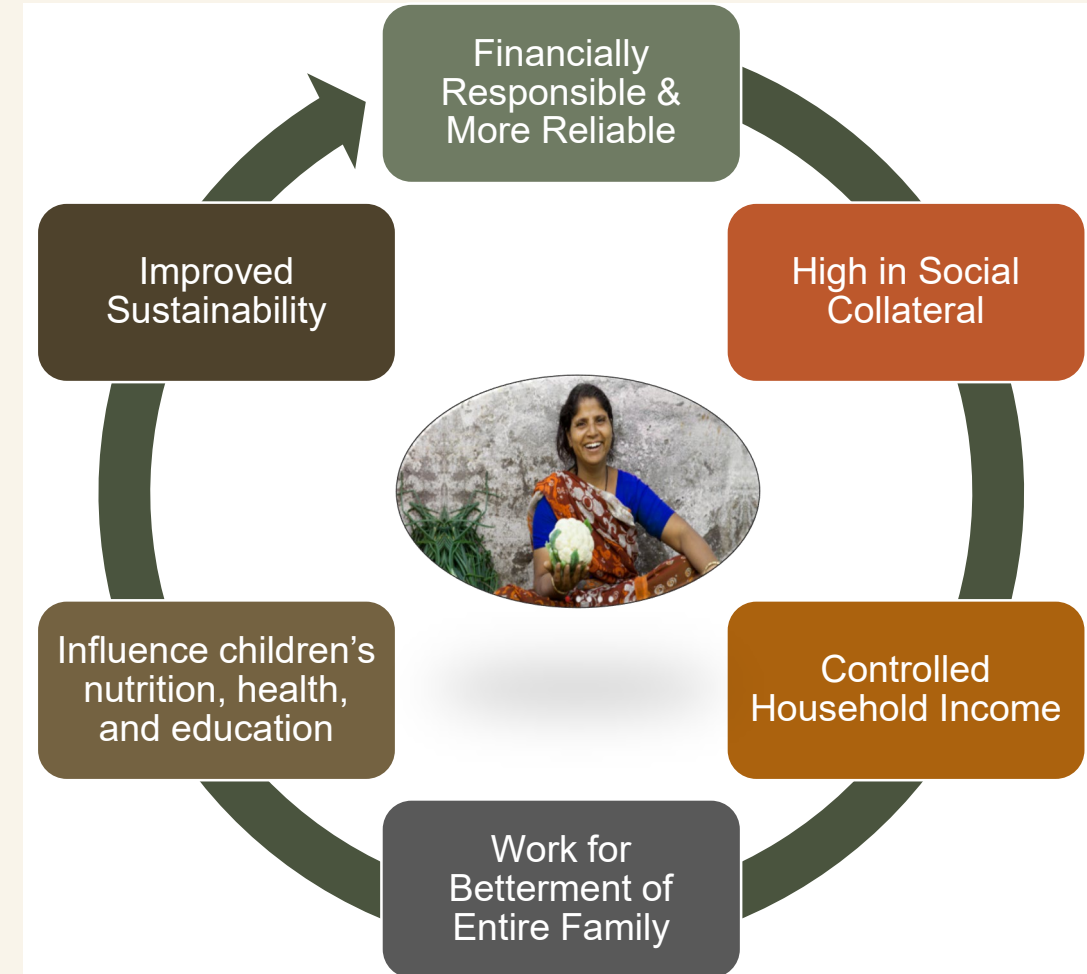 Financially
Responsible &
More Reliable
High in Social
Collateral
Controlled
Household Income
Work for
Betterment of
Entire Family
Influence children’s
nutrition, health,
and education
Improved
Sustainability